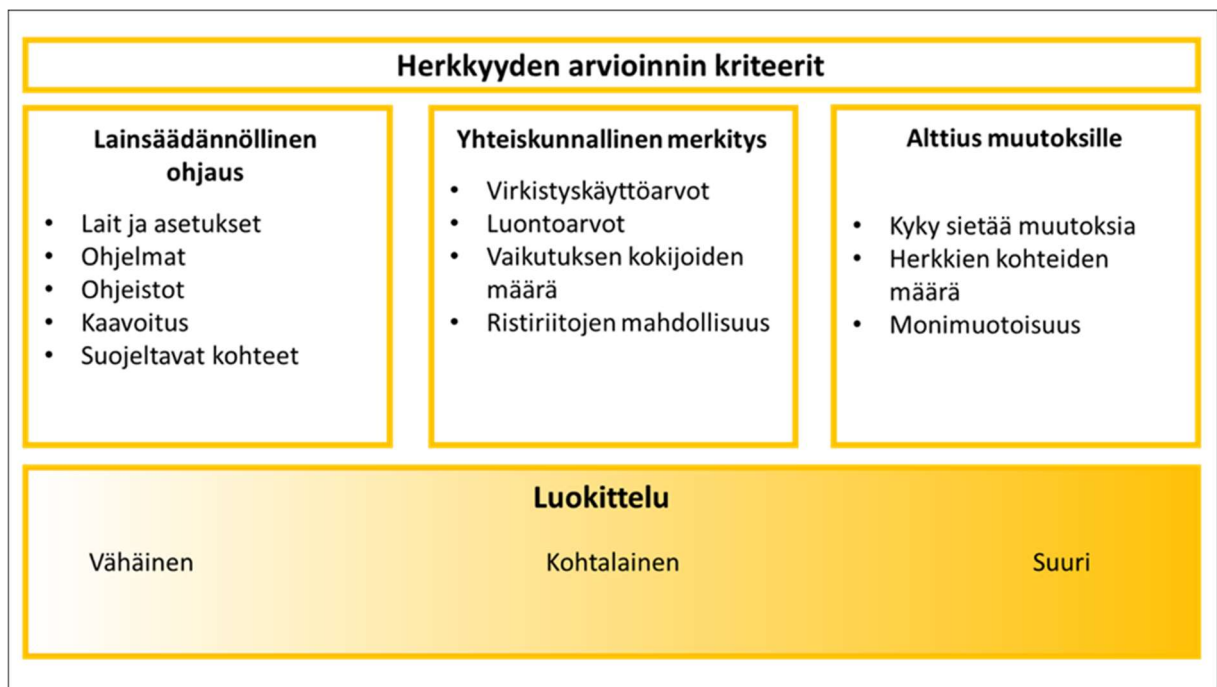 Herkkyyden arvioinnin kriteerit
Lainsäädännöllinen
ohjaus
• Lait ja asetukset
• Ohjelmat
• Ohjeistot
• Kaavoitus
• Suojeltavat kohteet
Yhteiskunnallinen merkitys
• Virkistyskäyttöarvot
• Luontoarvot
• Vaikutuksen kokijoiden
määrä
• Ristiriitojen mahdollisuus
Alttius muutoksille
• Kyky sietää muutoksia
• Herkkien kohteiden
määrä
• Monimuotoisuus
Luokittelu
Vähäinen
Kohtalainen
Suuri